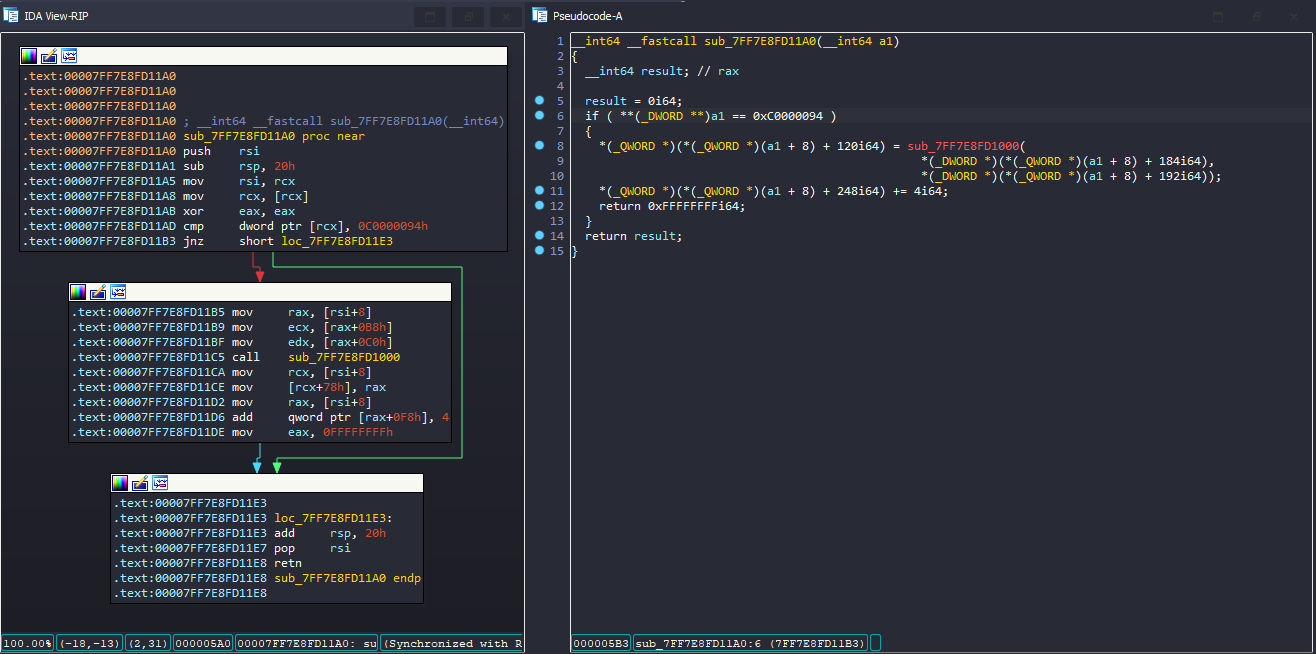 IDA View-RIP
.text:00007FF7E8FD11A0
.text:00007FF7E8FD11A0
.text:00007FF7E8FD11A0
.text:00007FF7E8FD11A0 ; __int64 __fastcall sub_7FF7E8FD11A0(__int64)
.text:00007FF7E8FD11A0 sub_7FF7E8FD11A0 proc near
.text:00007FF7E8FD11A0 push    rsi
.text:00007FF7E8FD11A1 sub     rsp, 20h
.text:00007FF7E8FD11A5 mov     rsi, rcx
.text:00007FF7E8FD11A8 mov     rcx, [rcx]
.text:00007FF7E8FD11AB xor     eax, eax
.text:00007FF7E8FD11AD cmp     dword ptr [rcx], 0C0000094h
.text:00007FF7E8FD11B3 jnz     short loc_7FF7E8FD11E3
.text:00007FF7E8FD11B5 mov     rax, [rsi+8]
.text:00007FF7E8FD11B9 mov     ecx, [rax+0B8h]
.text:00007FF7E8FD11BF mov     edx, [rax+0C0h]
.text:00007FF7E8FD11C5 call    sub_7FF7E8FD1000
.text:00007FF7E8FD11CA mov     rcx, [rsi+8]
.text:00007FF7E8FD11CE mov     [rcx+78h], rax
.text:00007FF7E8FD11D2 mov     rax, [rsi+8]
.text:00007FF7E8FD11D6 add     qword ptr [rax+0F8h], 4
.text:00007FF7E8FD11DE mov     eax, 0FFFFFFFFh
.text:00007FF7E8FD11E3
.text:00007FF7E8FD11E3 loc_7FF7E8FD11E3:
.text:00007FF7E8FD11E3 add     rsp, 20h
.text:00007FF7E8FD11E7 pop     rsi
.text:00007FF7E8FD11E8 retn
.text:00007FF7E8FD11E8 sub_7FF7E8FD11A0 endp
.text:00007FF7E8FD11E8
100.00% (-18,-13) (2,31) 000005A0 00007FF7E8FD11A0: su (Synchronized with R
Pseudocode-A
1 __int64 __fastcall sub_7FF7E8FD11A0(__int64 a1)
2 {
3   __int64 result; // rax
4
5   result = 0i64;
6   if ( **(_DWORD **)a1 == 0xC0000094 )
7   {
8     *(_QWORD *)(*(_QWORD *)(a1 + 8) + 120i64) = sub_7FF7E8FD1000(
9                                                   *(_DWORD *)(*(_QWORD *)(a1 + 8) + 184i64),
10                                                   *(_DWORD *)(*(_QWORD *)(a1 + 8) + 192i64));
11     *(_QWORD *)(*(_QWORD *)(a1 + 8) + 248i64) += 4i64;
12     return 0xFFFFFFFFi64;
13   }
14   return result;
15 }
000005B3 sub_7FF7E8FD11A0:6 (7FF7E8FD11B3)